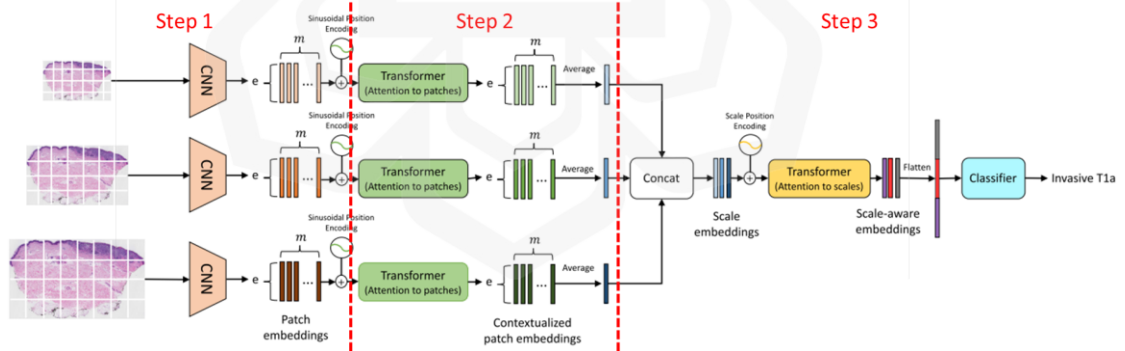 Step 1
Step 2
Step 3
Sinusoidal Position
Encoding
CNN
e
m
...
+
Transformer
(Attention to patches)
e
m
...
Average
Sinusoidal Position
Encoding
CNN
e
m
...
+
Transformer
(Attention to patches)
e
m
...
Average
Concat
Scale
embeddings
Scale Position
Encoding
+
Transformer
(Attention to scales)
Scale-aware
embeddings
Flatten
Classifier
Invasive T1a
Sinusoidal Position
Encoding
CNN
e
m
...
+
Transformer
(Attention to patches)
e
m
...
Average
Patch
embeddings
Contextualized
patch embeddings